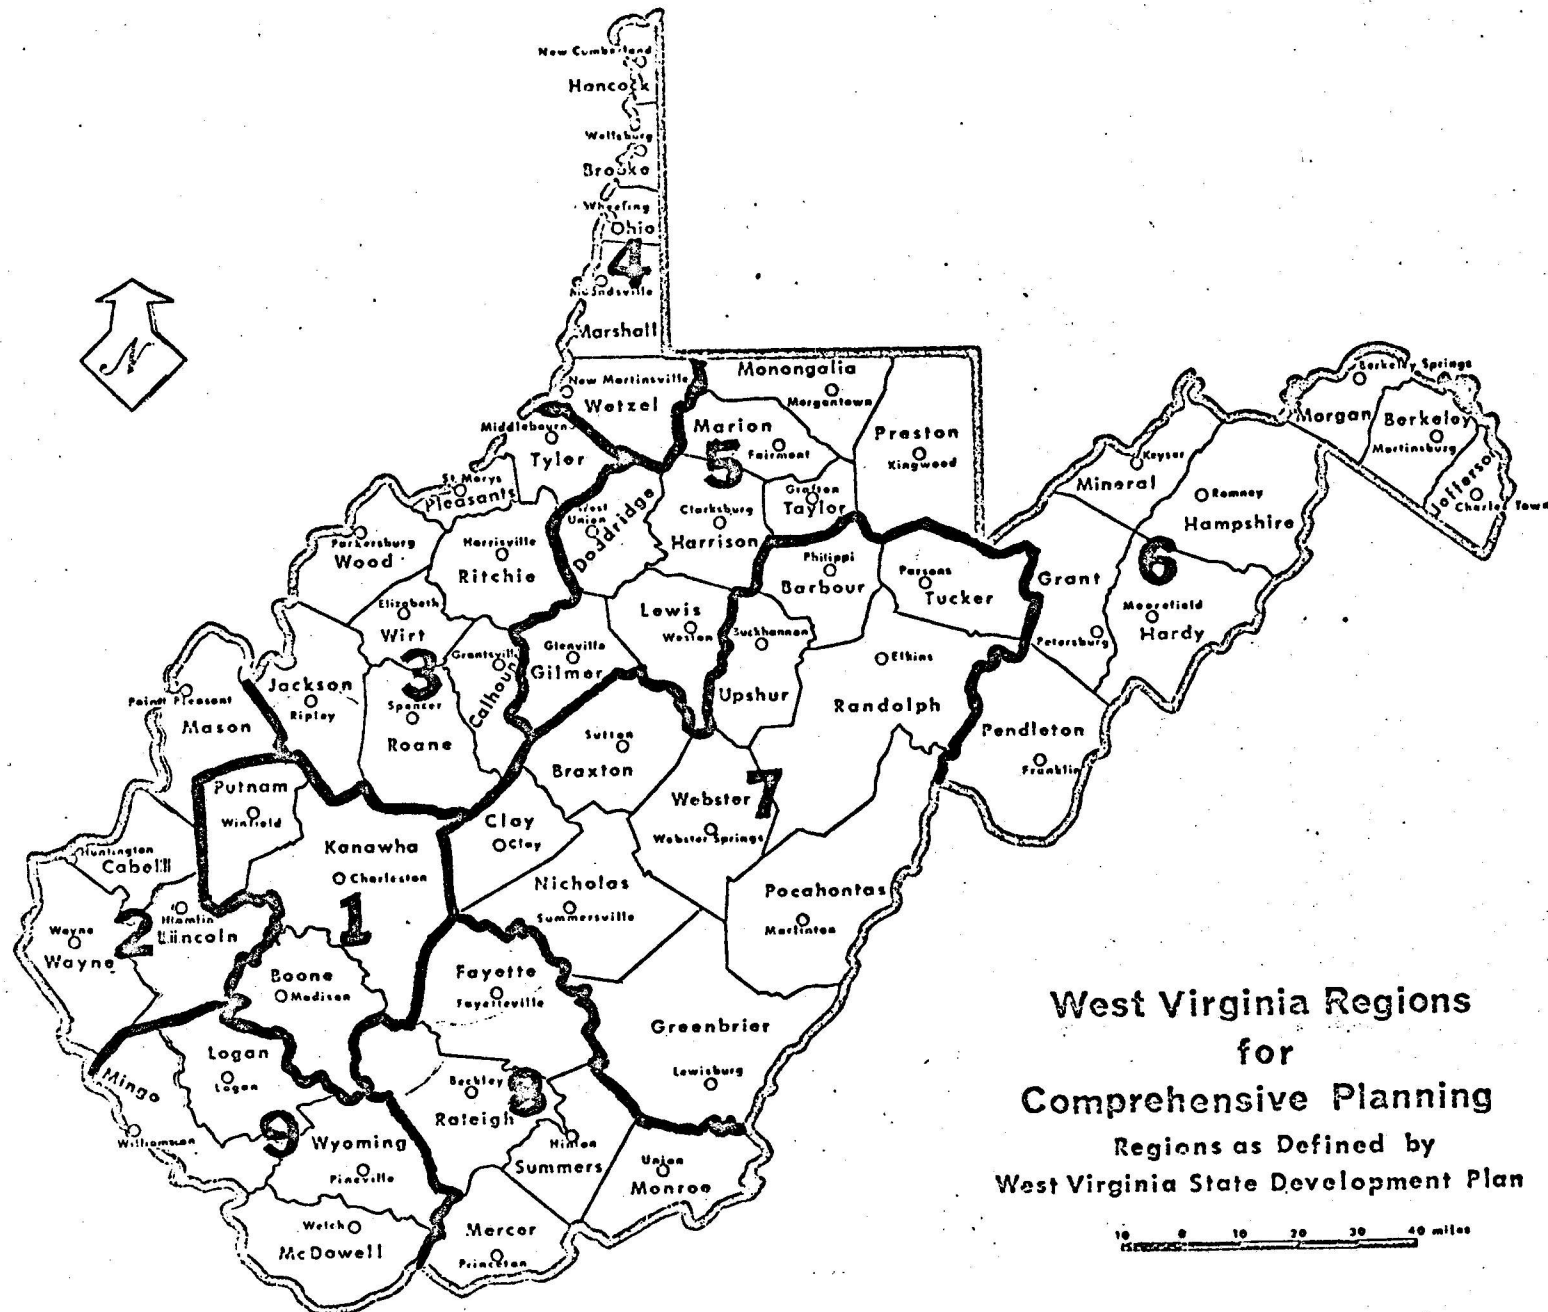 New Cumberland
Hancock
Wellsburg
Brooke
Wheeling
Ohio
4
Moundsville
Marshall
N
New Martinsville
Wetzel
Monongalia
Morgantown
Marion
Fairmont
5
Preston
Kingwood
Middlebourne
Tyler
St. Marys
Pleasants
West Union
Doddridge
Clarksburg
Harrison
Grafton
Taylor
Berkeley Springs
Morgan
Berkeley
Martinsburg
Jefferson
Charles Town
Keyser
Mineral
Romney
Hampshire
6
Grant
Petersburg
Moorefield
Hardy
Parkersburg
Wood
Harrisville
Ritchie
Elizabeth
Wirt
3
Grantsville
Calhoun
Glenville
Gilmer
Lewis
Weston
Philippi
Barbour
Parsons
Tucker
Buckhannon
Upshur
Elkins
Randolph
Pendleton
Franklin
Jackson
Ripley
Spencer
Roane
Point Pleasant
Mason
Sutton
Braxton
Webster
7
Webster Springs
Putnam
Winfield
Clay
Clay
Kanawha
Charleston
1
Huntington
Cabell
Nicholas
Summersville
Pocahontas
Marlinton
Wayne
Wayne
2
Hamlin
Lincoln
Boone
Madison
Fayette
Fayetteville
Greenbrier
Lewisburg
Logan
Logan
Mingo
Williamson
9
Wyoming
Pineville
Beckley
Raleigh
8
Hinton
Summers
Union
Monroe
Welch
McDowell
Mercer
Princeton
West Virginia Regions
for
Comprehensive Planning
Regions as Defined by
West Virginia State Development Plan
10 0 10 20 30 40 miles